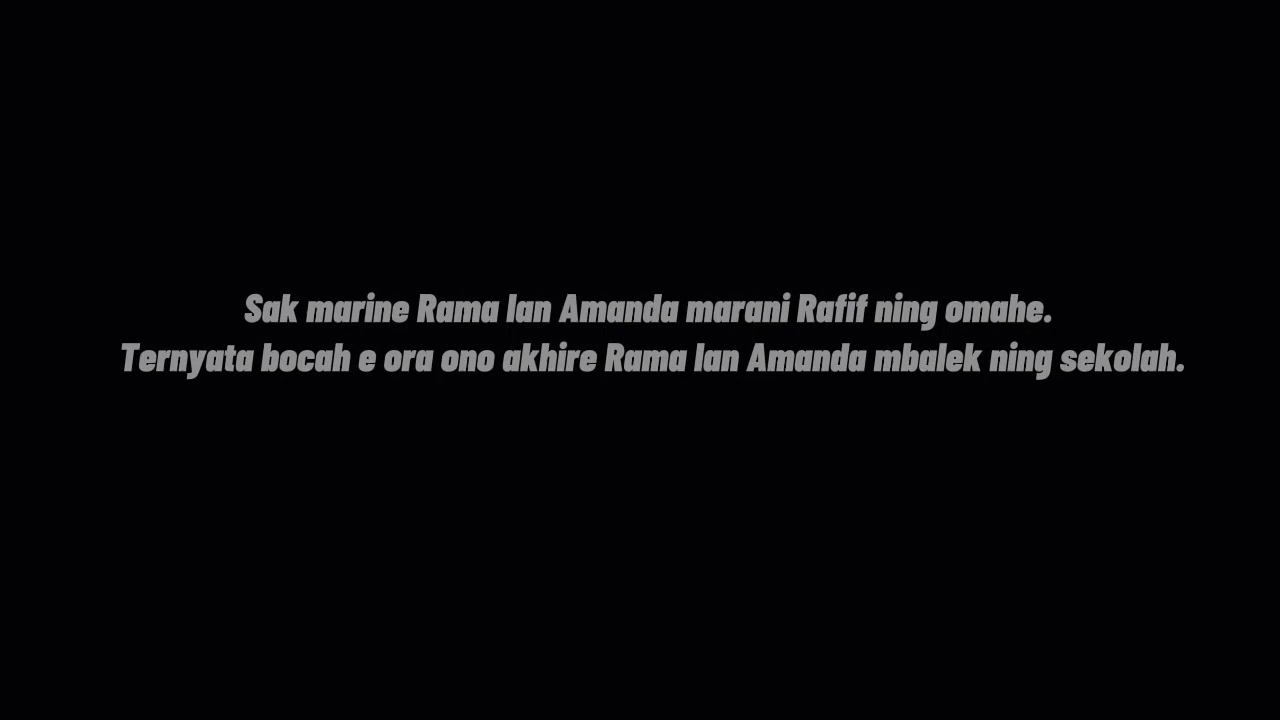 Sak marine Rama lan Amanda marani Rafif ning omahe.
Ternyata bocah e ora ono akhire Rama lan Amanda mbalek ning sekolah.